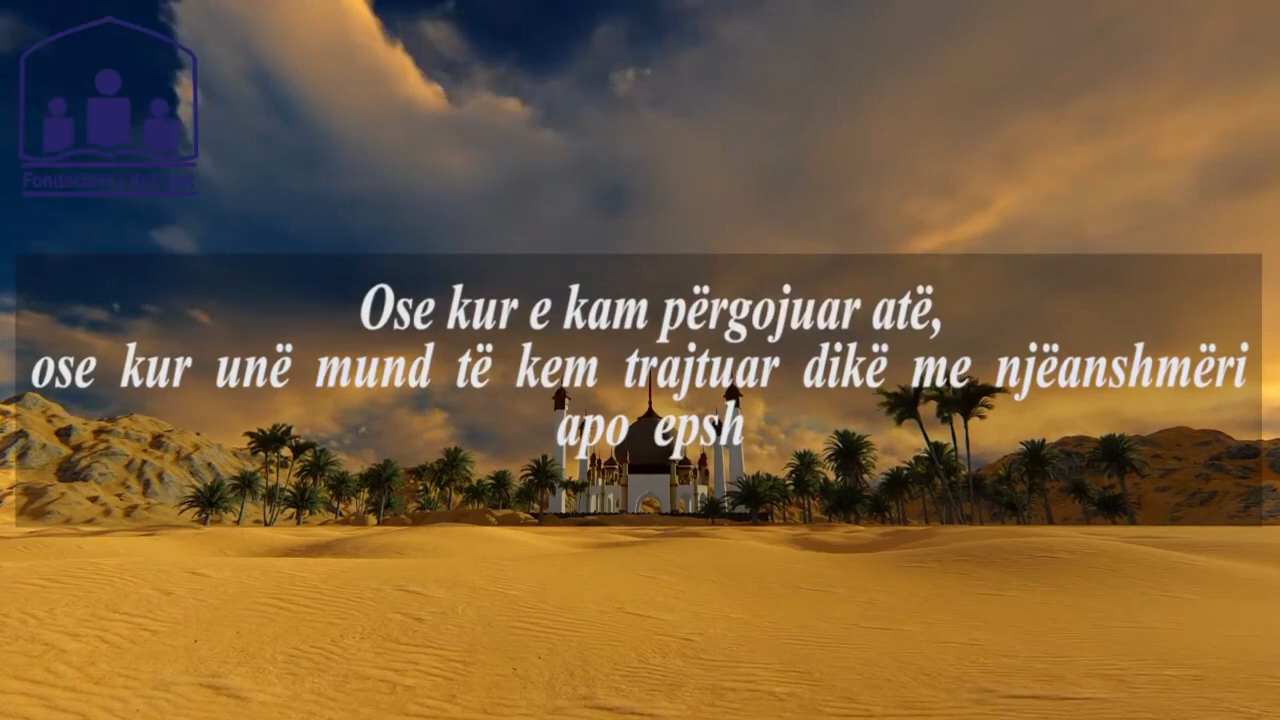 Ose kur e kam përgojuar atë,
ose kur unë mund të kem trajtuar dikë me njëanshmëri
apo epsh